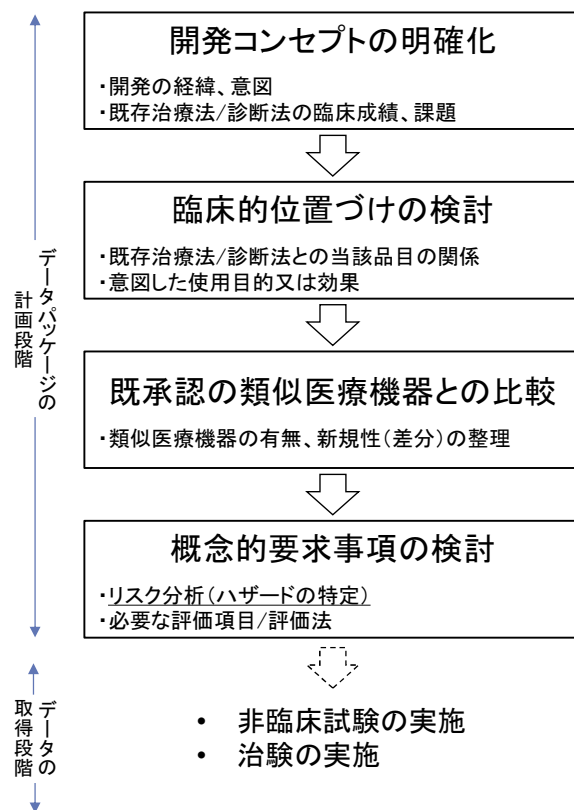 開発コンセプトの明確化
・開発の経緯、意図
・既存治療法/診断法の臨床成績、課題
臨床的位置づけの検討
・既存治療法/診断法との当該品目の関係
・意図した使用目的又は効果
既承認の類似医療機器との比較
・類似医療機器の有無、新規性(差分)の整理
概念的要求事項の検討
・リスク分析(ハザードの特定)
・必要な評価項目/評価法
データパッケージの
計画段階
• 非臨床試験の実施
• 治験の実施
データの
取得段階